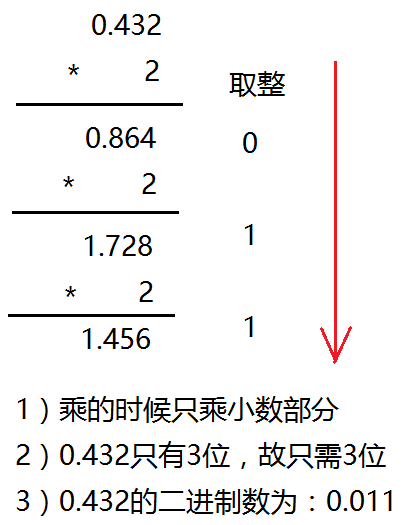 0.432
* 2
取整
0.864
0
* 2
1.728
1
* 2
1.456
1
1）乘的时候只乘小数部分
2）0.432只有3位，故只需3位
3）0.432的二进制数为：0.011